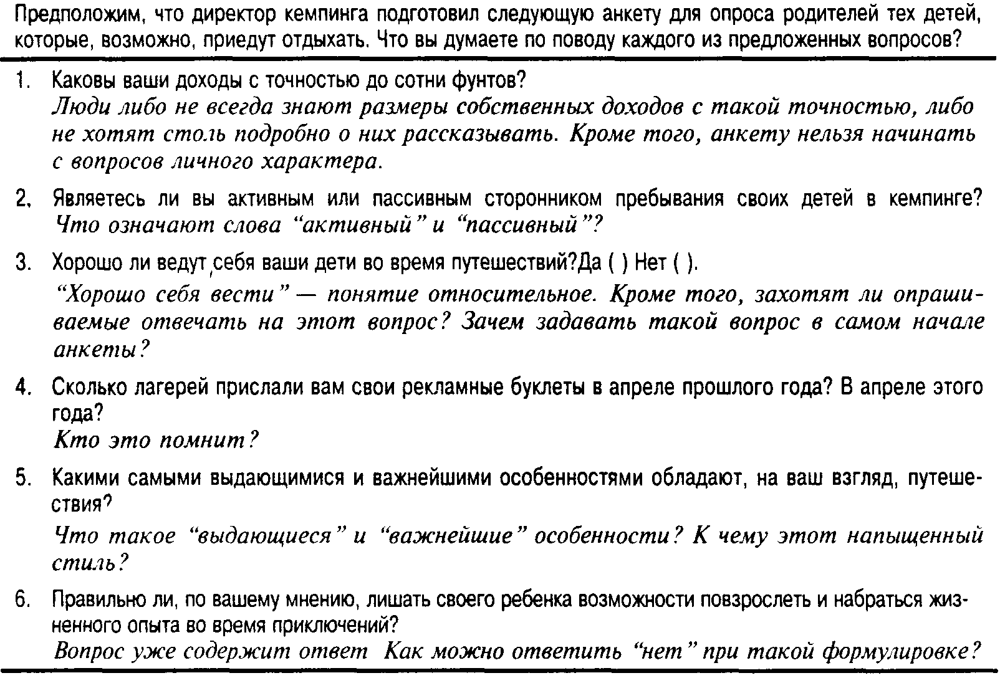 Предположим, что директор кемпинга подготовил следующую анкету для опроса родителей тех детей,
которые, возможно, приедут отдыхать. Что вы думаете по поводу каждого из предложенных вопросов?
1. Каковы ваши доходы с точностью до сотни фунтов?
Люди либо не всегда знают размеры собственных доходов с такой точностью, либо
не хотят столь подробно о них рассказывать. Кроме того, анкету нельзя начинать
с вопросов личного характера.
2. Являетесь ли вы активным или пассивным сторонником пребывания своих детей в кемпинге?
Что означают слова “активный” и “пассивный”?
3. Хорошо ли ведут себя ваши дети во время путешествий?Да ( ) Нет ( ).
“Хорошо себя вести” — понятие относительное. Кроме того, захотят ли опраши-
ваемые отвечать на этот вопрос? Зачем задавать такой вопрос в самом начале
анкеты?
4. Сколько лагерей прислали вам свои рекламные буклеты в апреле прошлого года? В апреле этого
года?
Кто это помнит?
5. Какими самыми выдающимися и важнейшими особенностями обладают, на ваш взгляд, путеше-
ствия?
Что такое “выдающиеся” и “важнейшие” особенности? К чему этот напыщенный
стиль?
6. Правильно ли, по вашему мнению, лишать своего ребенка возможности повзрослеть и набраться жиз-
ненного опыта во время приключений?
Вопрос уже содержит ответ Как можно ответить “нет” при такой формулировке?